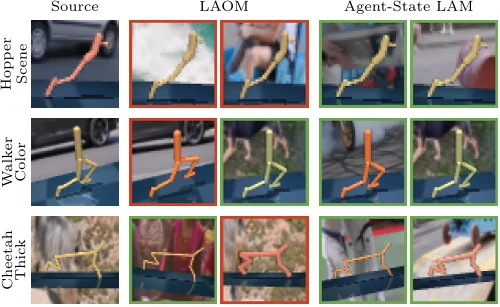 Source LAOM Agent-State LAM
Hopper
Scene
Walker
Color
Cheetah
Thick